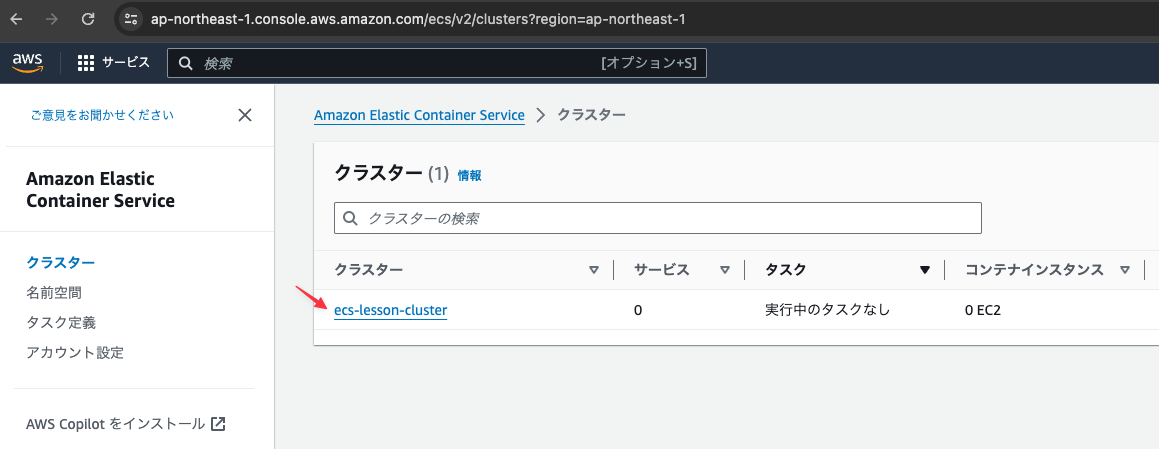 ap-northeast-1.console.aws.amazon.com/ecs/v2/clusters?region=ap-northeast-1
aws サービス 検索 [オプション+S]
ご意見をお聞かせください
Amazon Elastic Container Service クラスター
Amazon Elastic
Container Service
クラスター (1) 情報
クラスターの検索
クラスター
名前空間
タスク定義
アカウント設定
AWS Copilot をインストール
クラスター サービス タスク コンテナインスタンス
ecs-lesson-cluster 0 実行中のタスクなし 0 EC2